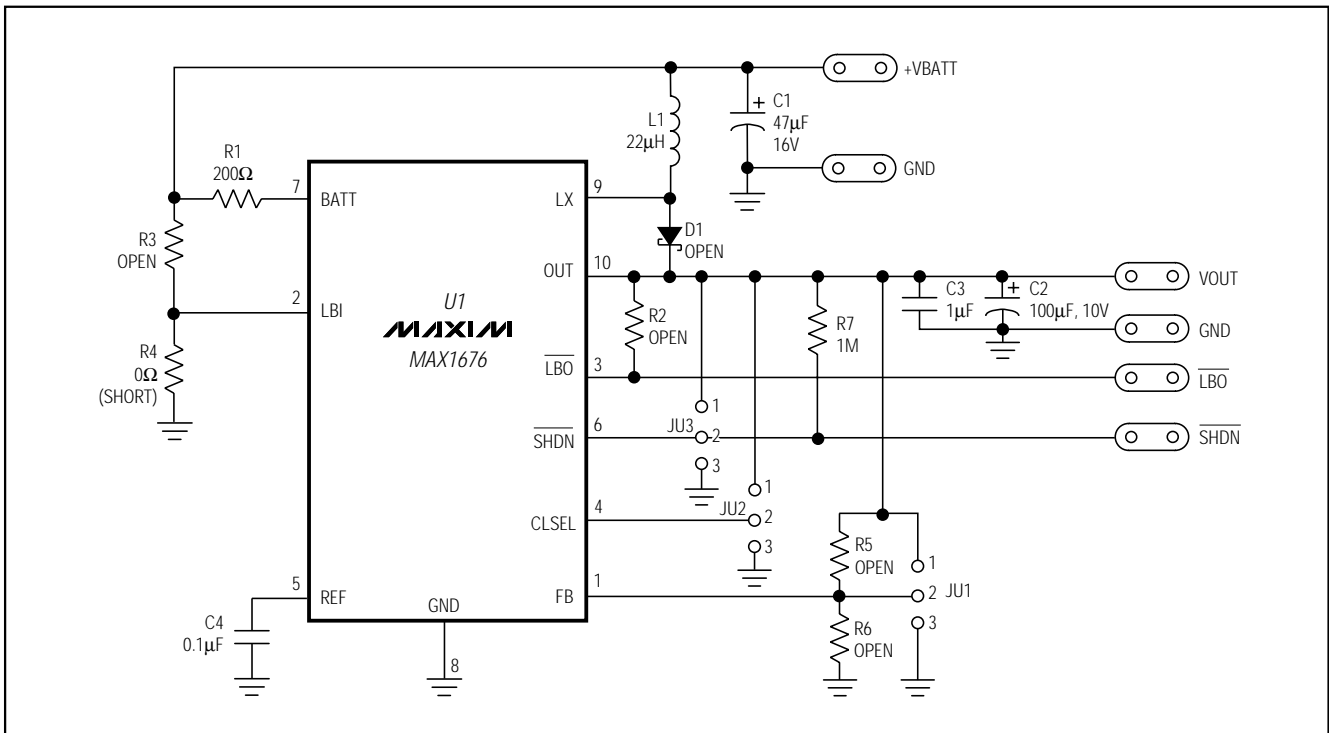 +VBATT
C1
+
47µF
16V
L1
22µH
GND
R1
200Ω
7
BATT
LX
9
R3
OPEN
D1
OPEN
OUT
10
VOUT
2
LBI
U1
MAXIM
MAX1676
R2
OPEN
R7
1M
C3
1µF
+
C2
100µF, 10V
GND
R4
0Ω
(SHORT)
LBO
3
LBO
1
JU3
2
3
SHDN
6
SHDN
1
JU2
2
3
CLSEL
4
R5
OPEN
1
2
JU1
3
5
REF
GND
FB
1
C4
0.1µF
8
R6
OPEN